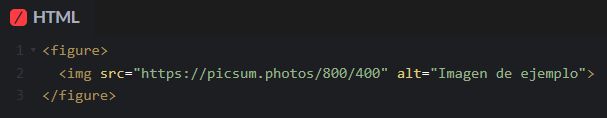 / HTML
1 <figure>
2 <img src="https://picsum.photos/800/400" alt="Imagen de ejemplo">
3 </figure>